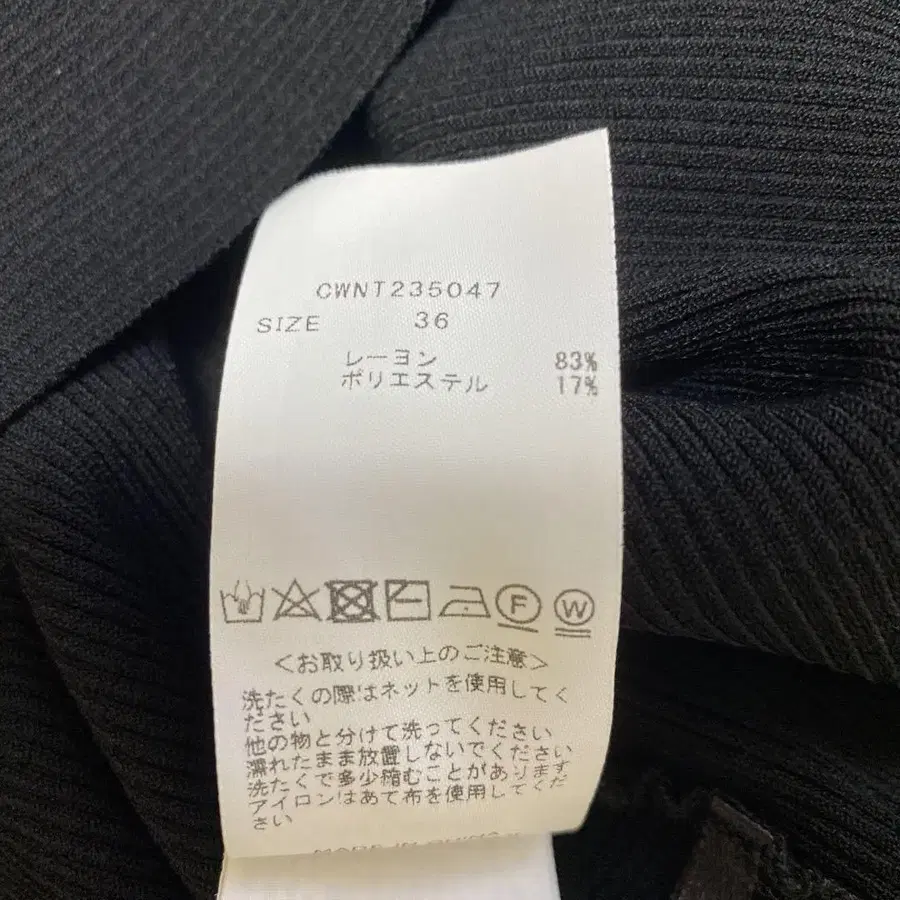 CWNT235047
SIZE 36
レーヨン 83%
ポリエステル 17%
F W
<お取り扱い上のご注意>
洗たくの際はネットを使用してく
ださい
他の物と分けて洗ってください
濡れたまま放置しないでください
洗たくで多少縮むことがあります
アイロンはあて布を使用してくだ
さい
MADE IN